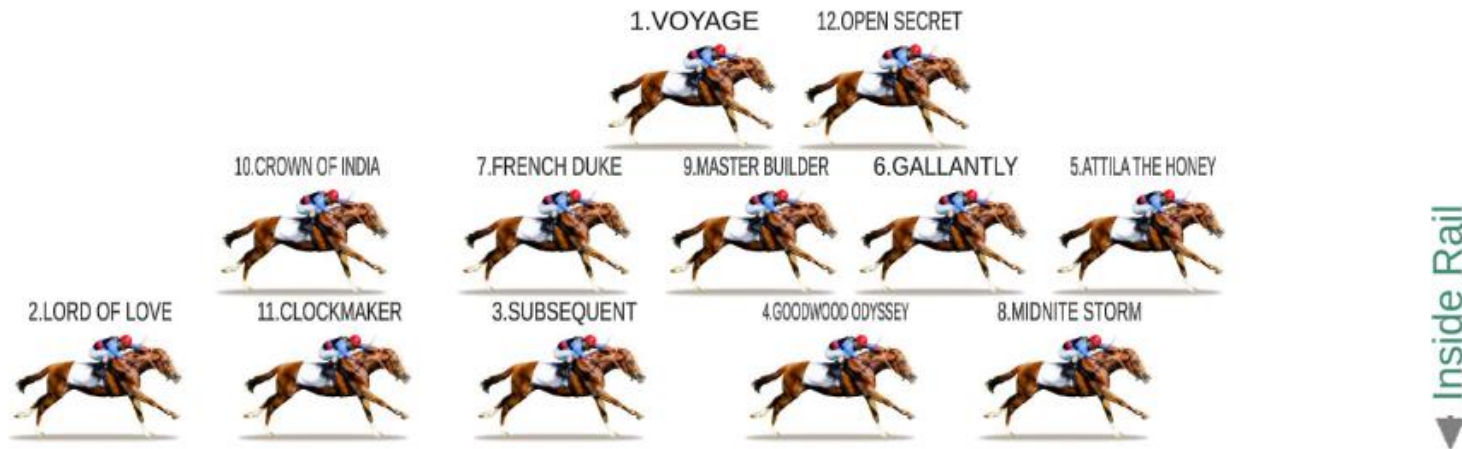 1.VOYAGE
12.OPEN SECRET
10.CROWN OF INDIA
7.FRENCH DUKE
9.MASTER BUILDER
6.GALLANTLY
5.ATTILA THE HONEY
2.LORD OF LOVE
11.CLOCKMAKER
3.SUBSEQUENT
4.GOODWOOD ODYSSEY
8.MIDNITE STORM
Inside Rail